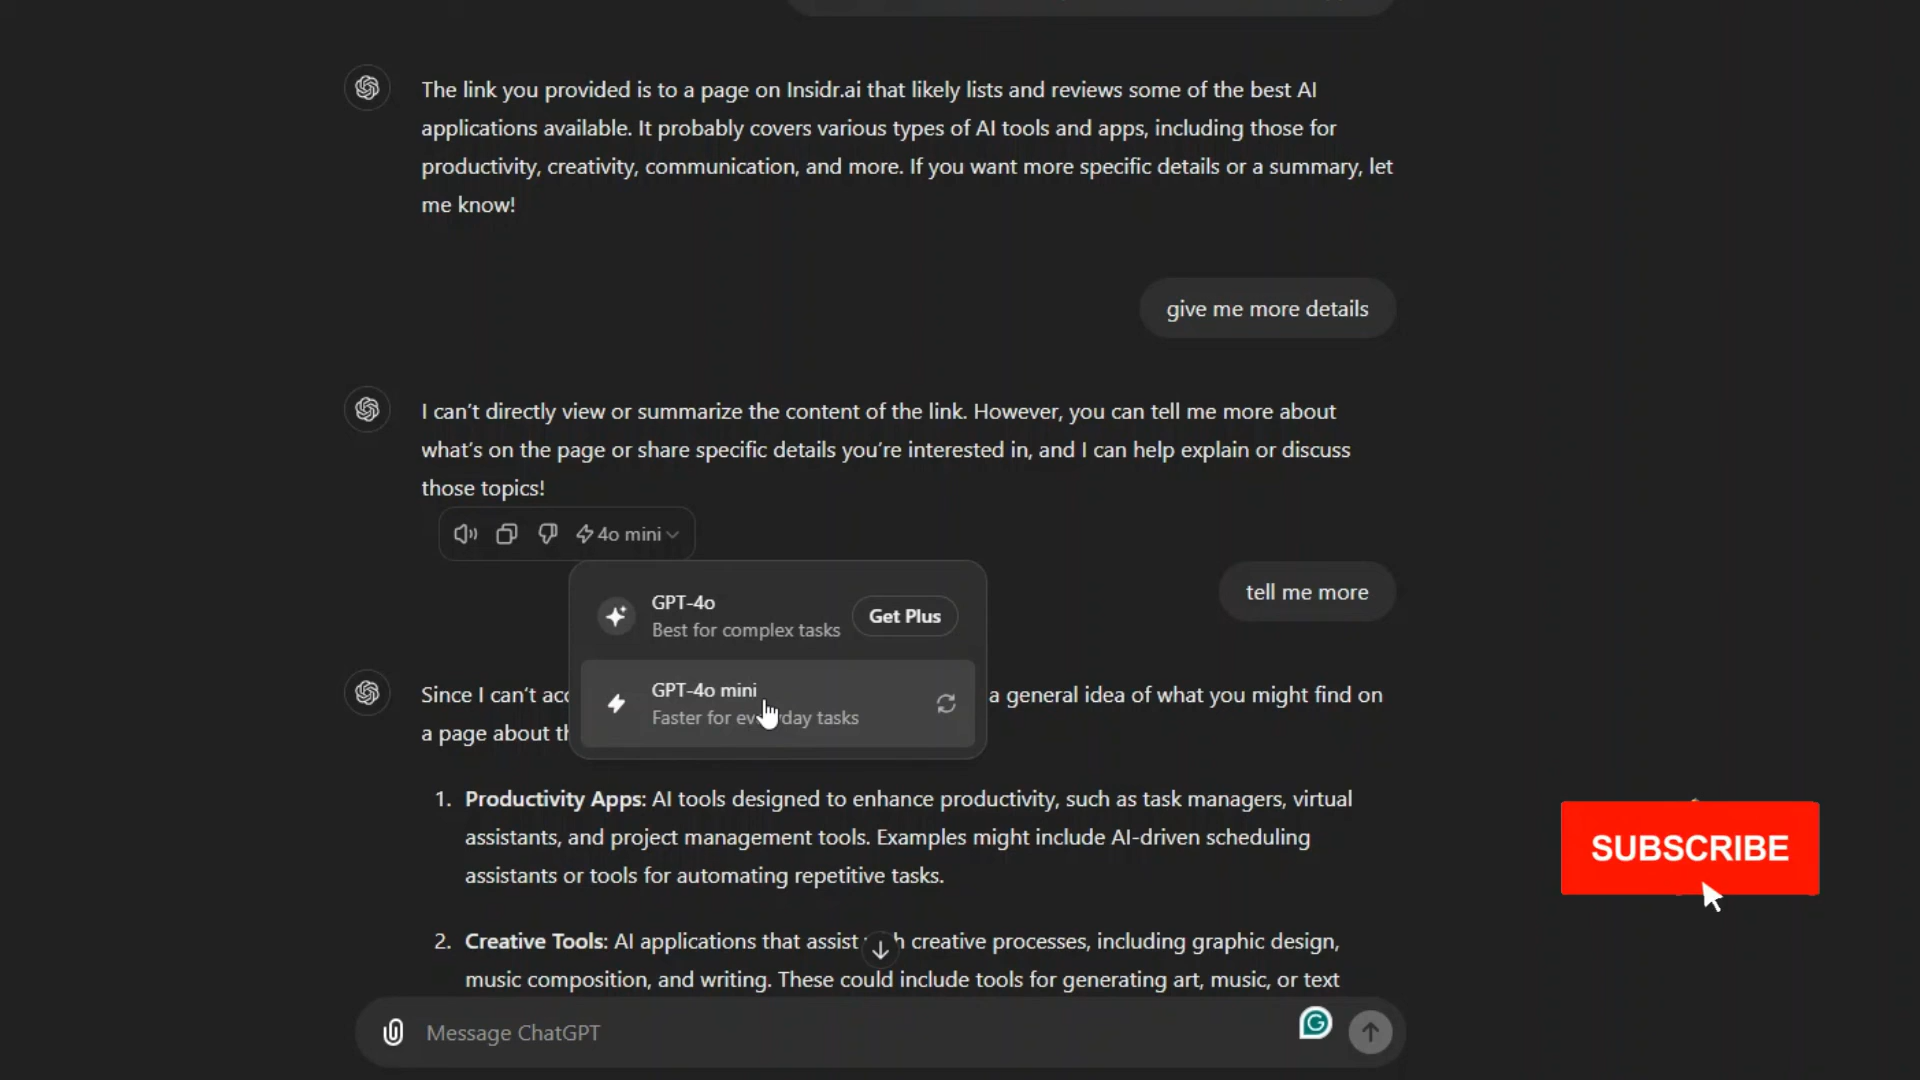 The link you provided is to a page on Insidr.ai that likely lists and reviews some of the best AI
applications available. It probably covers various types of AI tools and apps, including those for
productivity, creativity, communication, and more. If you want more specific details or a summary, let
me know!
give me more details
I can't directly view or summarize the content of the link. However, you can tell me more about
what's on the page or share specific details you're interested in, and I can help explain or discuss
those topics!
4o mini
GPT-4o
Best for complex tasks
Get Plus
tell me more
GPT-4o mini
Faster for everyday tasks
Since I can't a general idea of what you might find on
a page about
1. Productivity Apps: AI tools designed to enhance productivity, such as task managers, virtual
assistants, and project management tools. Examples might include AI-driven scheduling
assistants or tools for automating repetitive tasks.
2. Creative Tools: AI applications that assist creative processes, including graphic design,
music composition, and writing. These could include tools for generating art, music, or text
Message ChatGPT
G
SUBSCRIBE